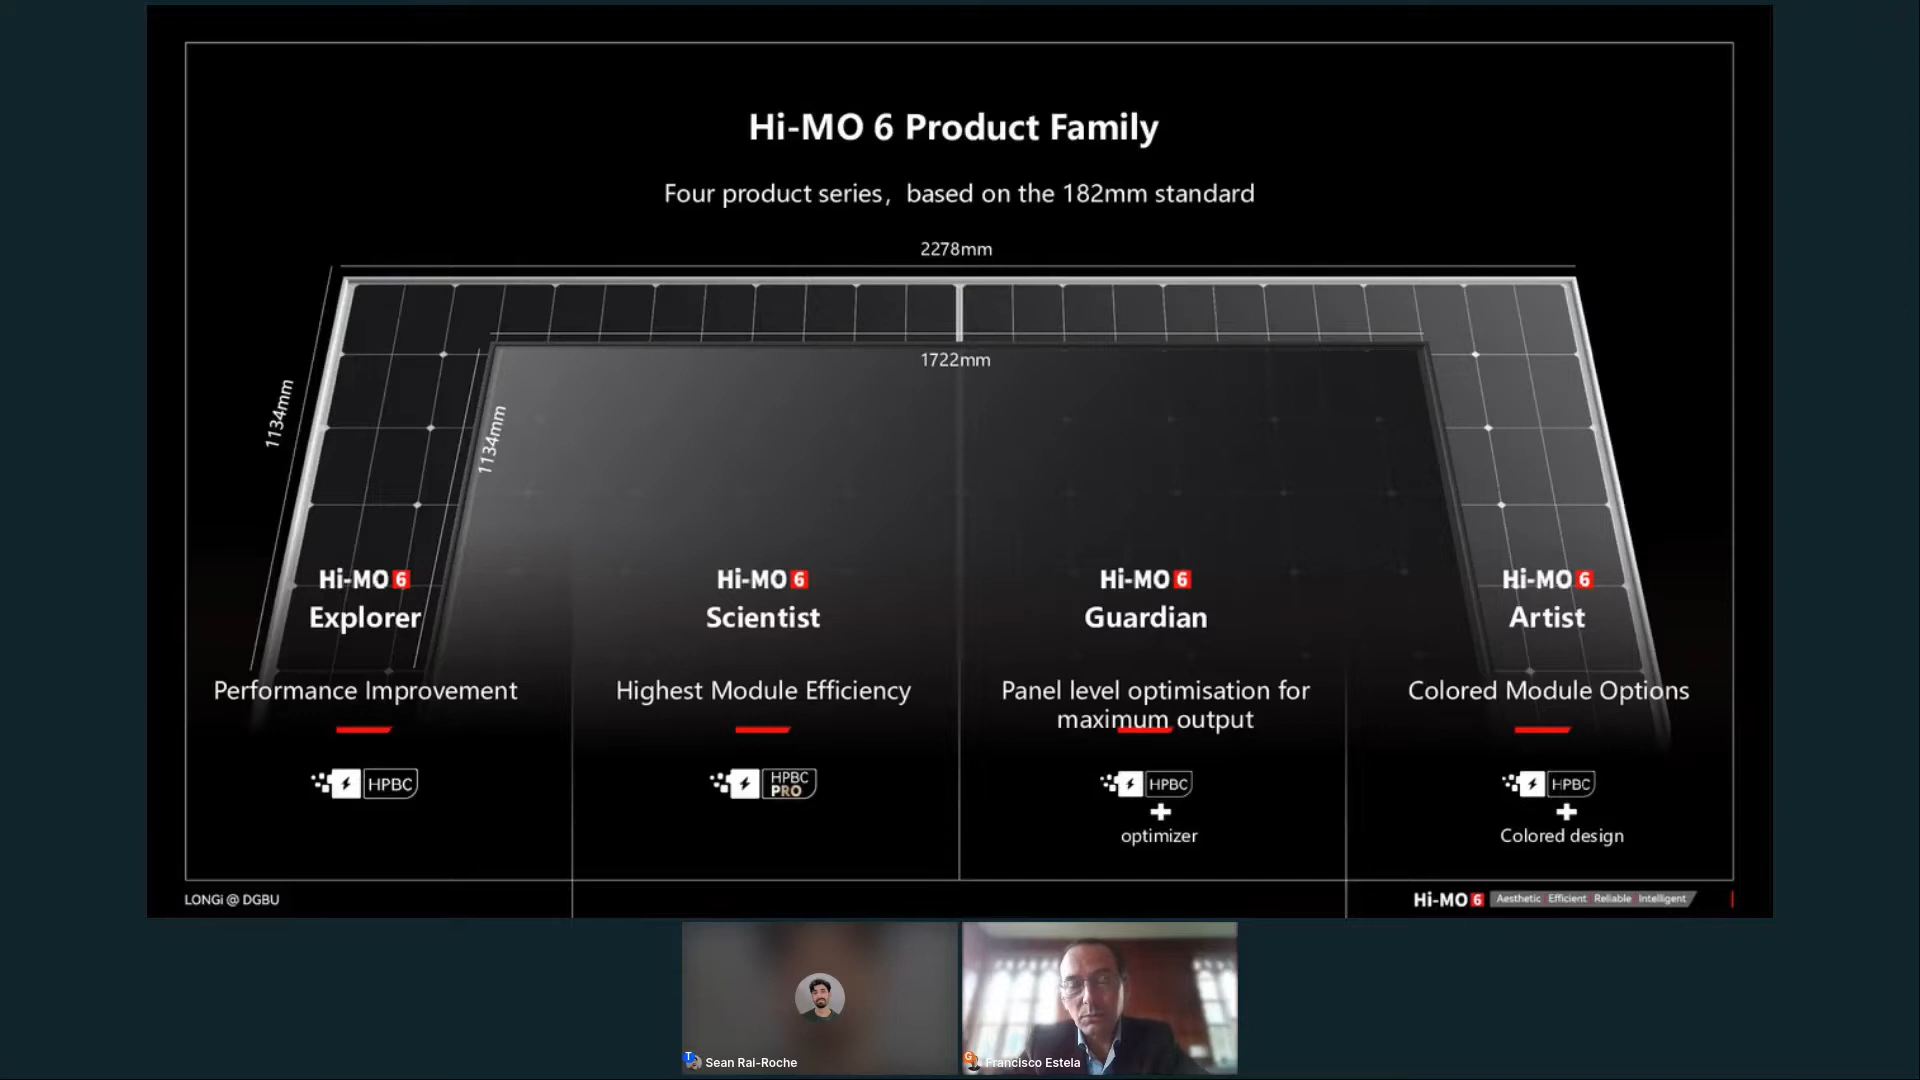 Hi-MO 6 Product Family
Four product series, based on the 182mm standard
2278mm
1722mm
1134mm
1134mm
Hi-MO 6
Explorer
Performance Improvement
HPBC
Hi-MO 6
Scientist
Highest Module Efficiency
HPBC
PRO
Hi-MO 6
Guardian
Panel level optimisation for
maximum output
HPBC
+
optimizer
Hi-MO 6
Artist
Colored Module Options
HPBC
+
Colored design
LONGi @ DGBU
Hi-MO 6 Aesthetic Efficient Reliable Intelligent
T Sean Rai-Roche
G Francisco Estela